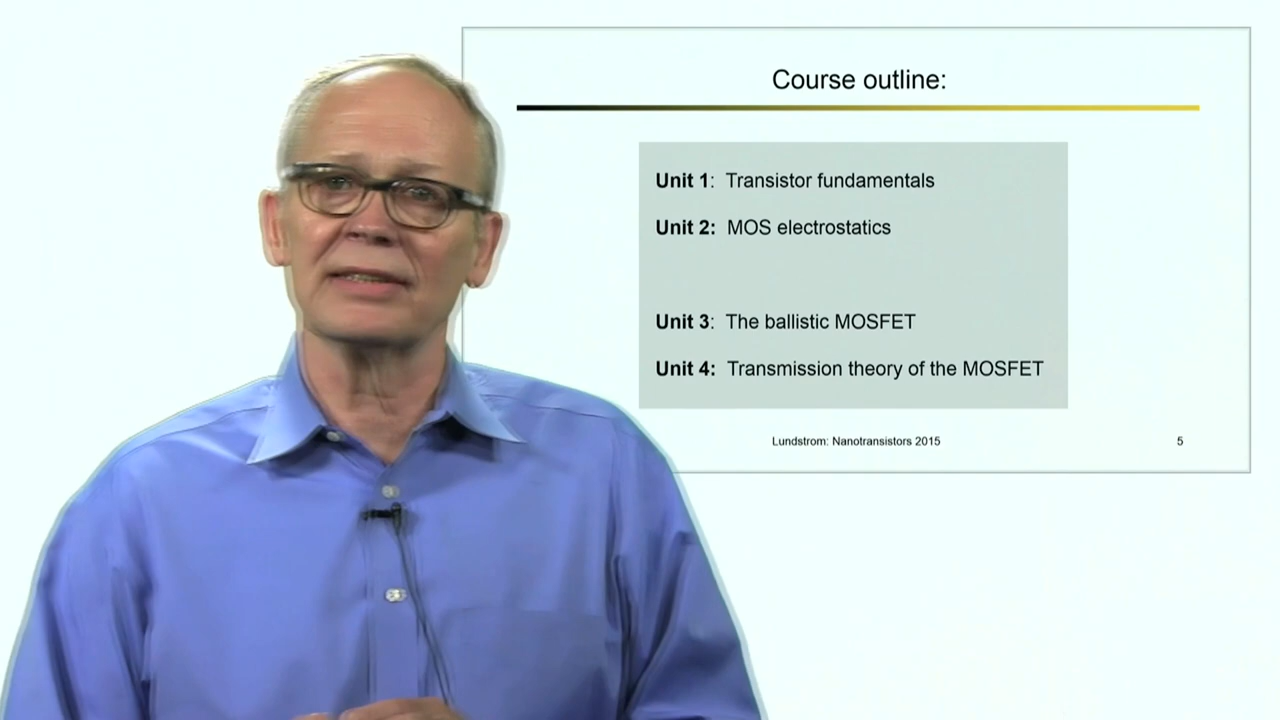 Course outline:
Unit 1: Transistor fundamentals
Unit 2: MOS electrostatics
Unit 3: The ballistic MOSFET
Unit 4: Transmission theory of the MOSFET
Lundstrom: Nanotransistors 2015 5